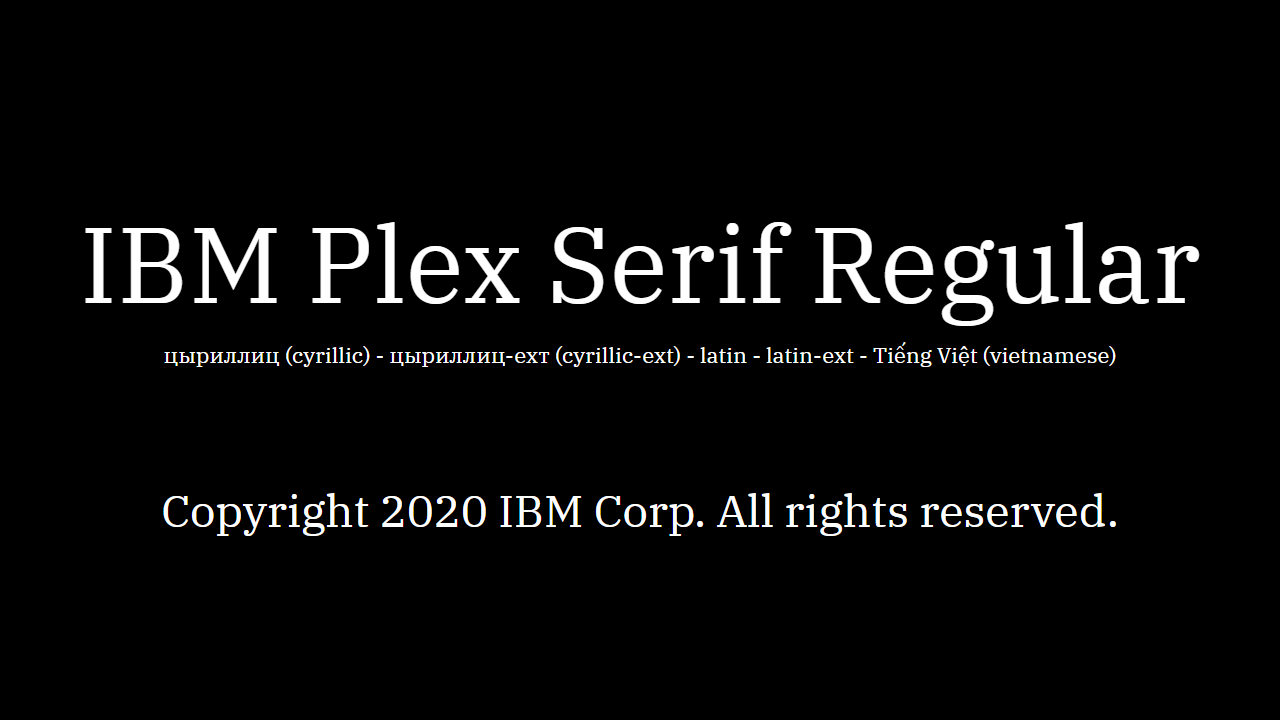 IBM Plex Serif Regular
цыриллиц (cyrillic) - цыриллиц-ехт (cyrillic-ext) - latin - latin-ext - Tiếng Việt (vietnamese)
Copyright 2020 IBM Corp. All rights reserved.